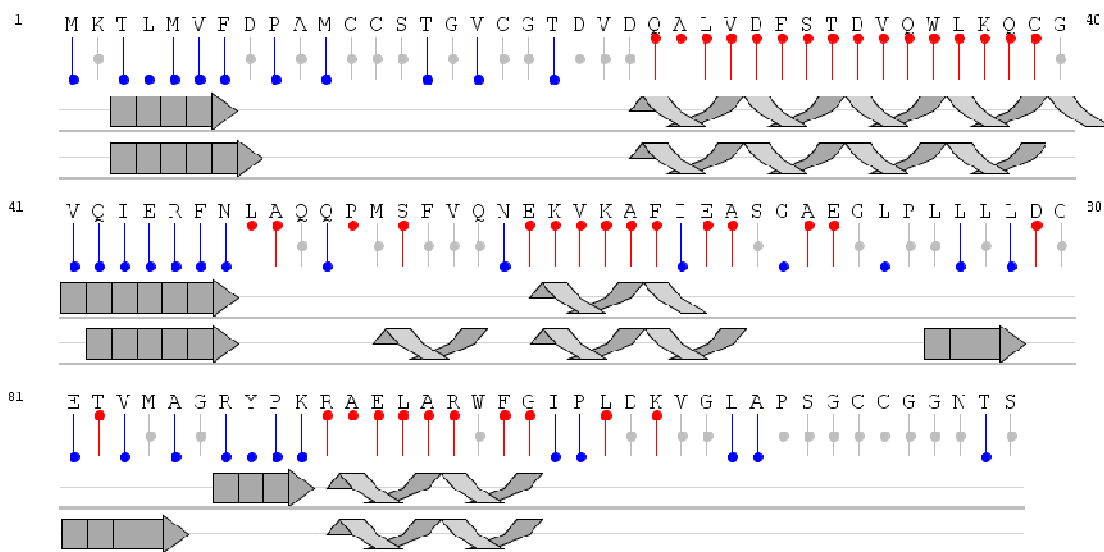 1 M K T L M V F D P A M C C S T G V C G T D V D Q A L V D F S T D V Q W L K Q C G 40
41 V Q I E R F N L A Q Q P M S F V Q N E K V K A F I E A S G A E G L P L L L L D G 80
81 E T V M A G R Y P K R A E L A R W F G I P L D K V G L A P S G C C G G N T S